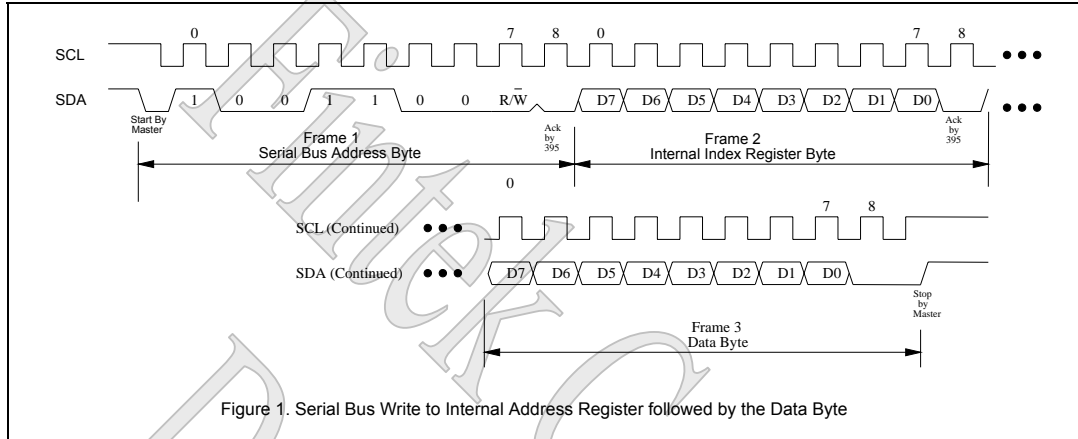 0 7 8 0 7 8
SCL
SDA
1 0 0 1 1 0 0 R/W D7 D6 D5 D4 D3 D2 D1 D0
Start By
Master
Ack
by
395
Ack
by
395
Frame 1
Serial Bus Address Byte
Frame 2
Internal Index Register Byte
0 7 8
SCL (Continued)
SDA (Continued)
D7 D6 D5 D4 D3 D2 D1 D0
Stop
by
Master
Frame 3
Data Byte
Figure 1. Serial Bus Write to Internal Address Register followed by the Data Byte
Fintek